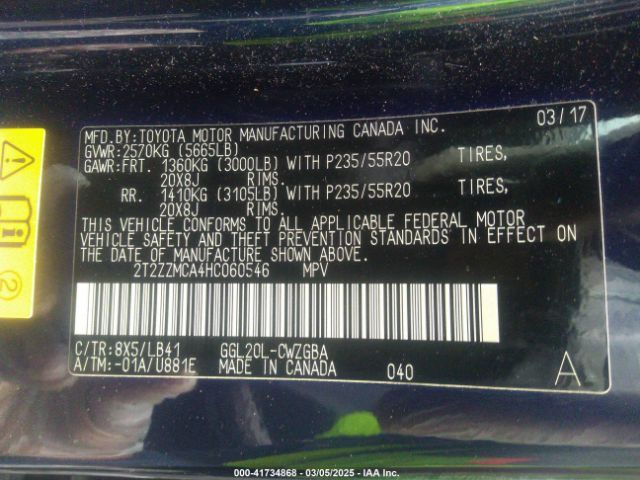 03/17
MFD.BY:TOYOTA MOTOR MANUFACTURING CANADA INC.
GVWR:2570KG (5665LB)
GAWR:FRT. 1360KG (3000LB) WITH P235/55R20 TIRES,
20X8J RIMS.
RR. 1410KG (3105LB) WITH P235/55R20 TIRES,
20X8J RIMS.
THIS VEHICLE CONFORMS TO ALL APPLICABLE FEDERAL MOTOR
VEHICLE SAFETY AND THEFT PREVENTION STANDARDS IN EFFECT ON
THE DATE OF MANUFACTURE SHOWN ABOVE.
2T2ZZMCA4HC060546 MPV
C/TR:8X5/LB41 GGL20L-CWZGBA
A/TM:-01A/U881E MADE IN CANADA 040 A
2
000-41734868 — 03/05/2025 — IAA Inc.